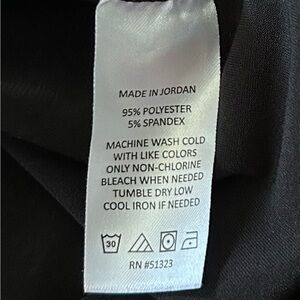 MADE IN JORDAN
95% POLYESTER
5% SPANDEX
MACHINE WASH COLD
WITH LIKE COLORS
ONLY NON-CHLORINE
BLEACH WHEN NEEDED
TUMBLE DRY LOW
COOL IRON IF NEEDED
30
RN #51323